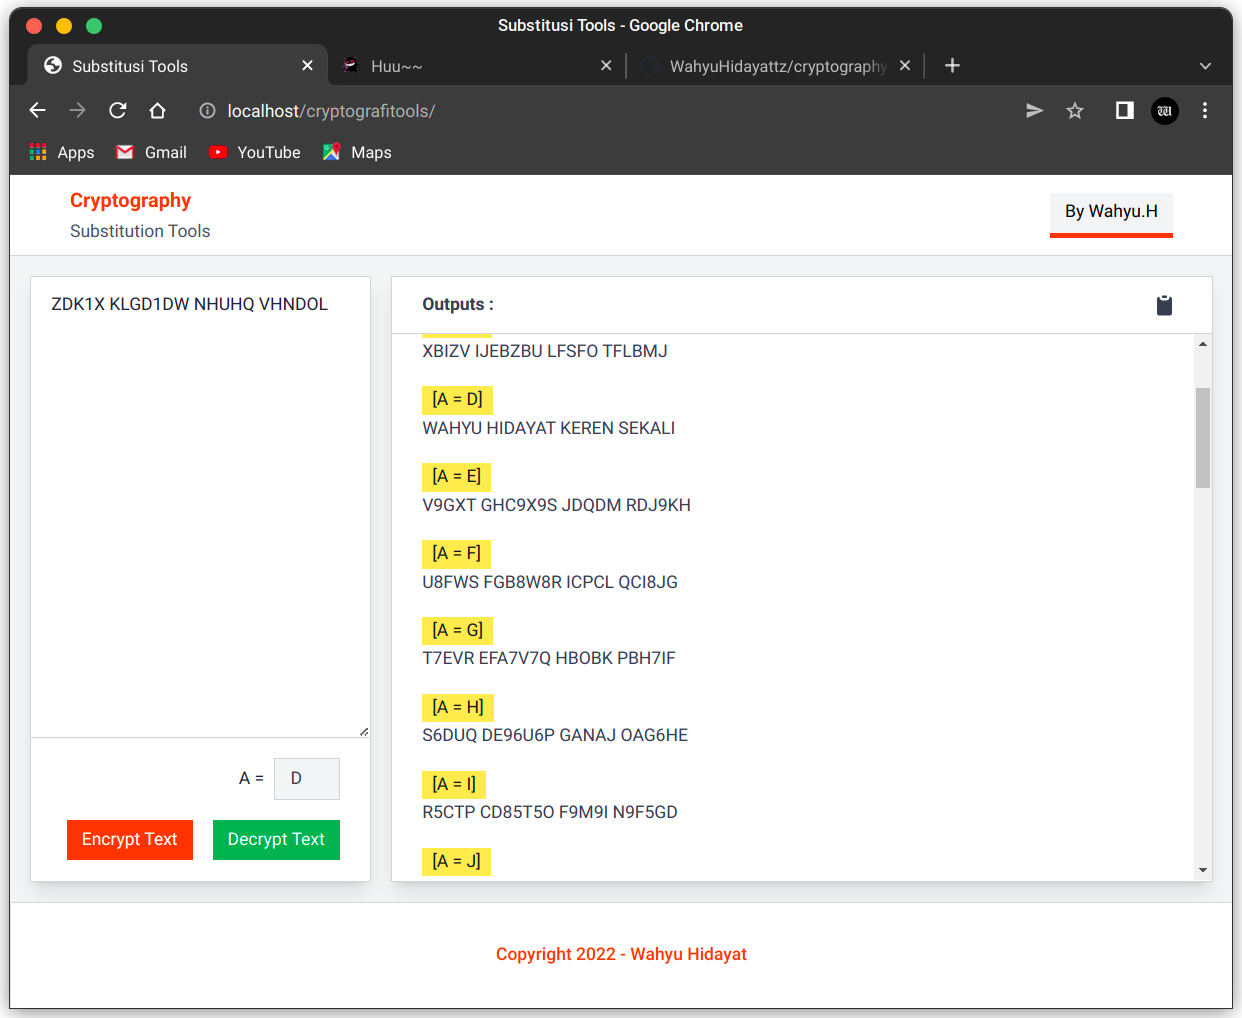 Substitusi Tools - Google Chrome
Substitusi Tools
Huu~~
WahyuHidayattz/cryptography
localhost/cryptografitools/
Apps
Gmail
YouTube
Maps
Cryptography
Substitution Tools
By Wahyu.H
ZDK1X KLGD1DW NHUHQ VHNDOL
A =
D
Encrypt Text
Decrypt Text
Outputs :
XBIZV IJEBZBU LFSFO TFLBMJ
[A = D]
WAHYU HIDAYAT KEREN SEKALI
[A = E]
V9GXT GHC9X9S JDQDM RDJ9KH
[A = F]
U8FWS FGB8W8R ICPCL QCI8JG
[A = G]
T7EVR EFA7V7Q HBOBK PBH7IF
[A = H]
S6DUQ DE96U6P GANAJ OAG6HE
[A = I]
R5CTP CD85T5O F9M9I N9F5GD
[A = J]
Copyright 2022 - Wahyu Hidayat